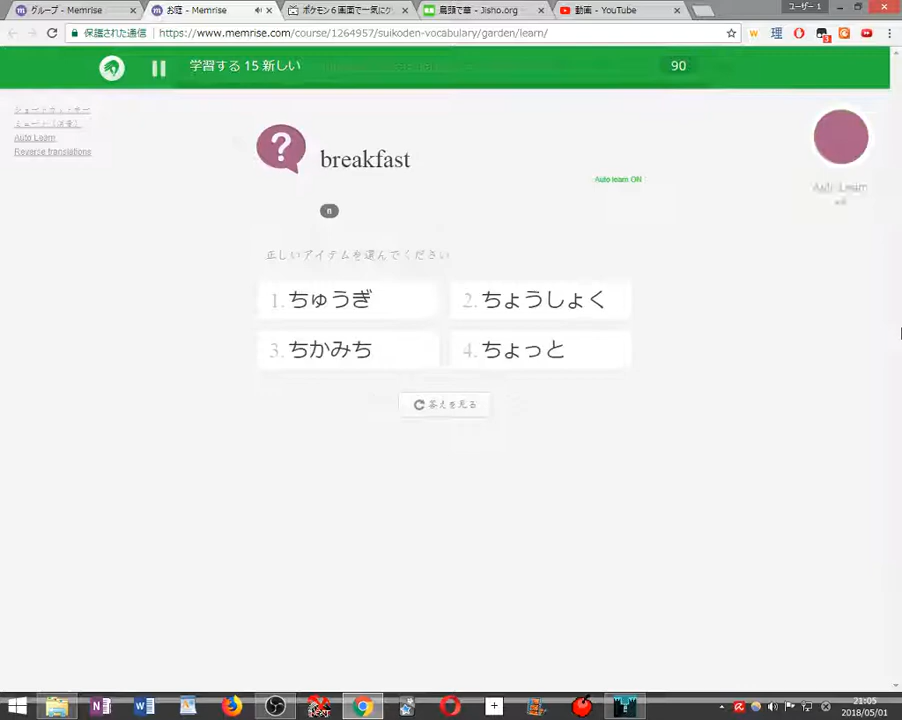 グループ - Memrise
お庭 - Memrise
ポケモン６画面で一気にク
鳥頭で華 - Jisho.org
動画 - YouTube
ユーザー 1
保護された通信
https://www.memrise.com/course/1264957/suikoden-vocabulary/garden/learn/
学習する 15 新しい
90
Auto Learn
Reverse translations
breakfast
Auto learn ON
n
Auto Learn
正しいアイテムを選んでください
1. ちゅうぎ
2. ちょうしょく
3. ちかみち
4. ちょっと
答えを見る
21:05
2018/05/01